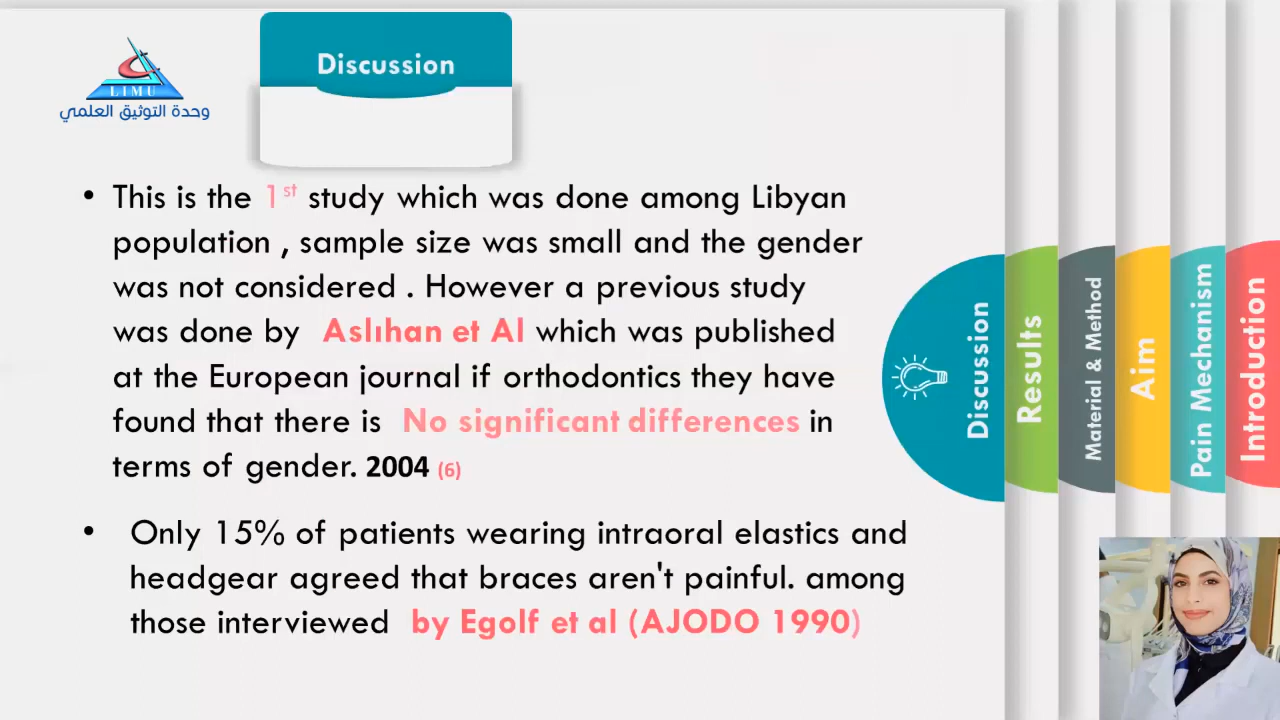 Discussion
LIMU
وحدة التوثيق العلمي
• This is the 1st study which was done among Libyan
population , sample size was small and the gender
was not considered . However a previous study
was done by Aslıhan et Al which was published
at the European journal if orthodontics they have
found that there is No significant differences in
terms of gender. 2004 (6)
• Only 15% of patients wearing intraoral elastics and
headgear agreed that braces aren't painful. among
those interviewed by Egolf et al (AJODO 1990)
Discussion
Results
Material & Method
Aim
Pain Mechanism
Introduction